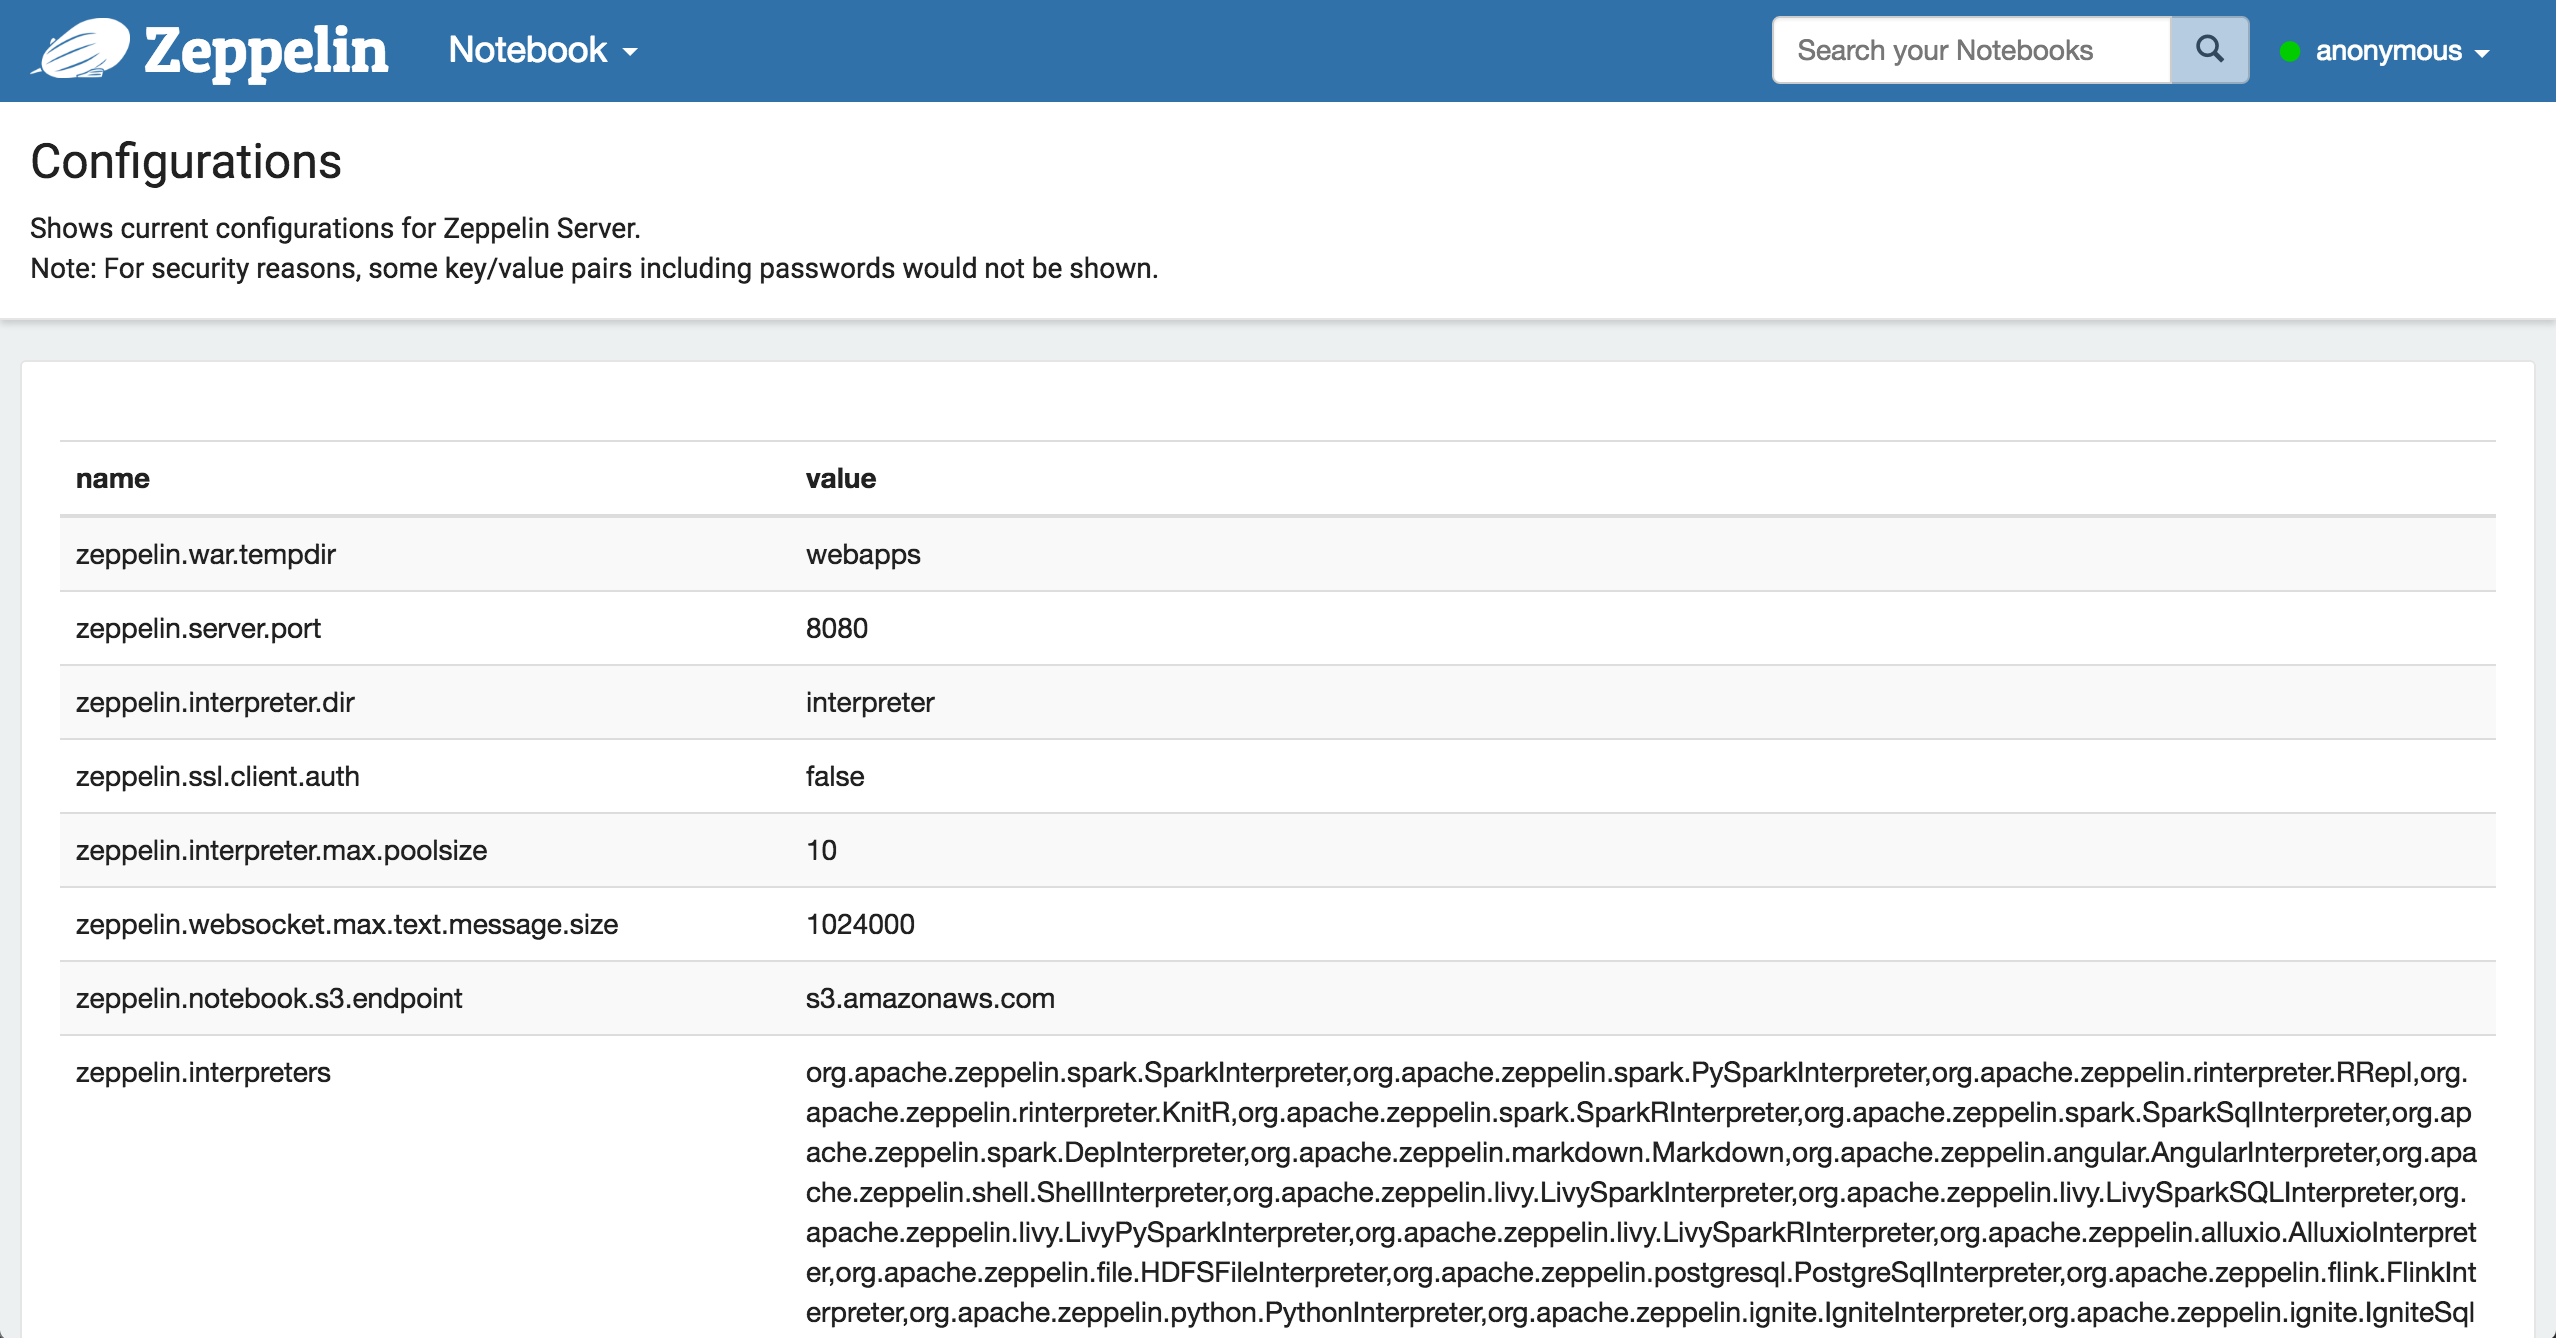 Zeppelin Notebook Search your Notebooks anonymous
Configurations
Shows current configurations for Zeppelin Server.
Note: For security reasons, some key/value pairs including passwords would not be shown.
name value
zeppelin.war.tempdir webapps
zeppelin.server.port 8080
zeppelin.interpreter.dir interpreter
zeppelin.ssl.client.auth false
zeppelin.interpreter.max.poolsize 10
zeppelin.websocket.max.text.message.size 1024000
zeppelin.notebook.s3.endpoint s3.amazonaws.com
zeppelin.interpreters org.apache.zeppelin.spark.SparkInterpreter,org.apache.zeppelin.spark.PySparkInterpreter,org.apache.zeppelin.rinterpreter.RRepl,org.
apache.zeppelin.rinterpreter.KnitR,org.apache.zeppelin.spark.SparkRInterpreter,org.apache.zeppelin.spark.SparkSqlInterpreter,org.ap
ache.zeppelin.spark.DepInterpreter,org.apache.zeppelin.markdown.Markdown,org.apache.zeppelin.angular.AngularInterpreter,org.apa
che.zeppelin.shell.ShellInterpreter,org.apache.zeppelin.livy.LivySparkInterpreter,org.apache.zeppelin.livy.LivySparkSQLInterpreter,org.
apache.zeppelin.livy.LivyPySparkInterpreter,org.apache.zeppelin.livy.LivySparkRInterpreter,org.apache.zeppelin.alluxio.AlluxioInterpret
er,org.apache.zeppelin.file.HDFSFileInterpreter,org.apache.zeppelin.postgresql.PostgreSqlInterpreter,org.apache.zeppelin.flink.FlinkInt
erpreter,org.apache.zeppelin.python.PythonInterpreter,org.apache.zeppelin.ignite.IgniteInterpreter,org.apache.zeppelin.ignite.IgniteSql